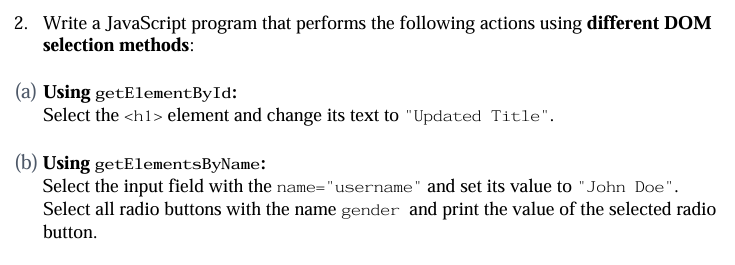 2. Write a JavaScript program that performs the following actions using different DOM
selection methods:
(a) Using getElementById:
Select the <h1> element and change its text to "Updated Title".
(b) Using getElementsByName:
Select the input field with the name="username" and set its value to "John Doe".
Select all radio buttons with the name gender and print the value of the selected radio
button.